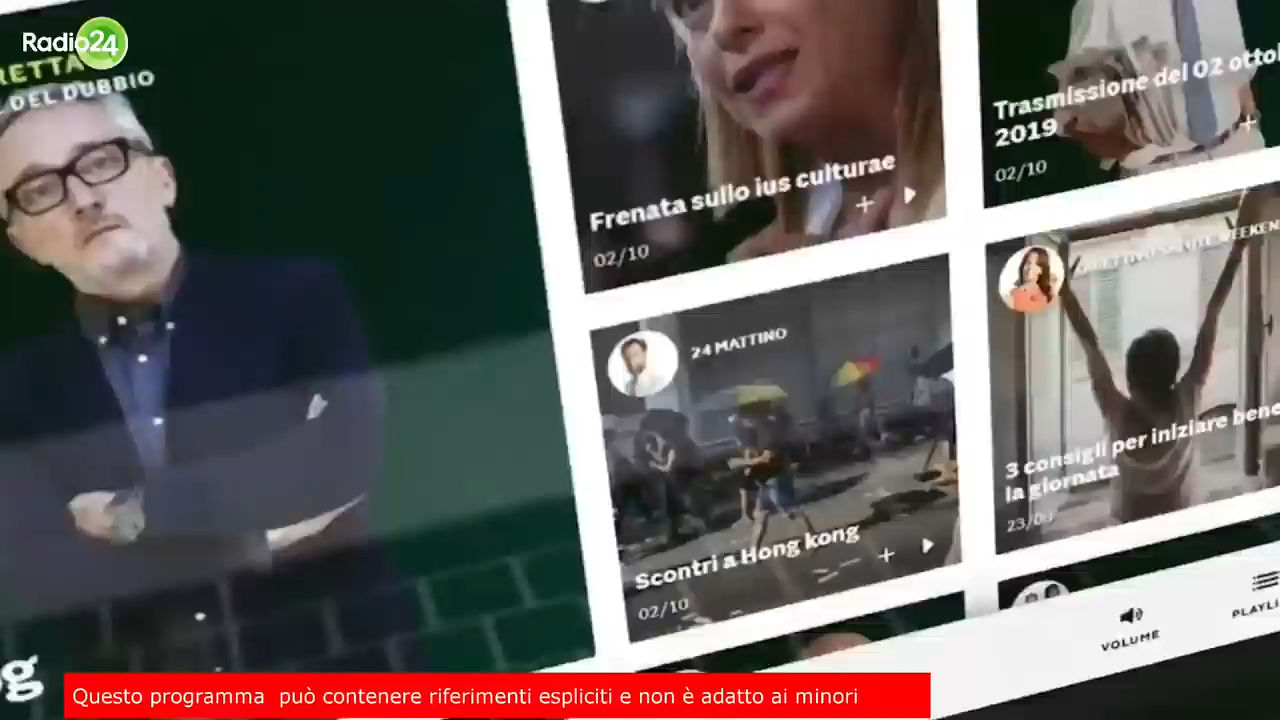 Radio24
RETTA
DEL DUBBIO
Frenata sullo ius culturae
02/10
Trasmissione del 02 otto
2019
02/10
24 MATTINO
Scontri a Hong kong
02/10
3 consigli per iniziare bene
la giornata
VOLUME
PLAYLI
g
Questo programma può contenere riferimenti espliciti e non è adatto ai minori